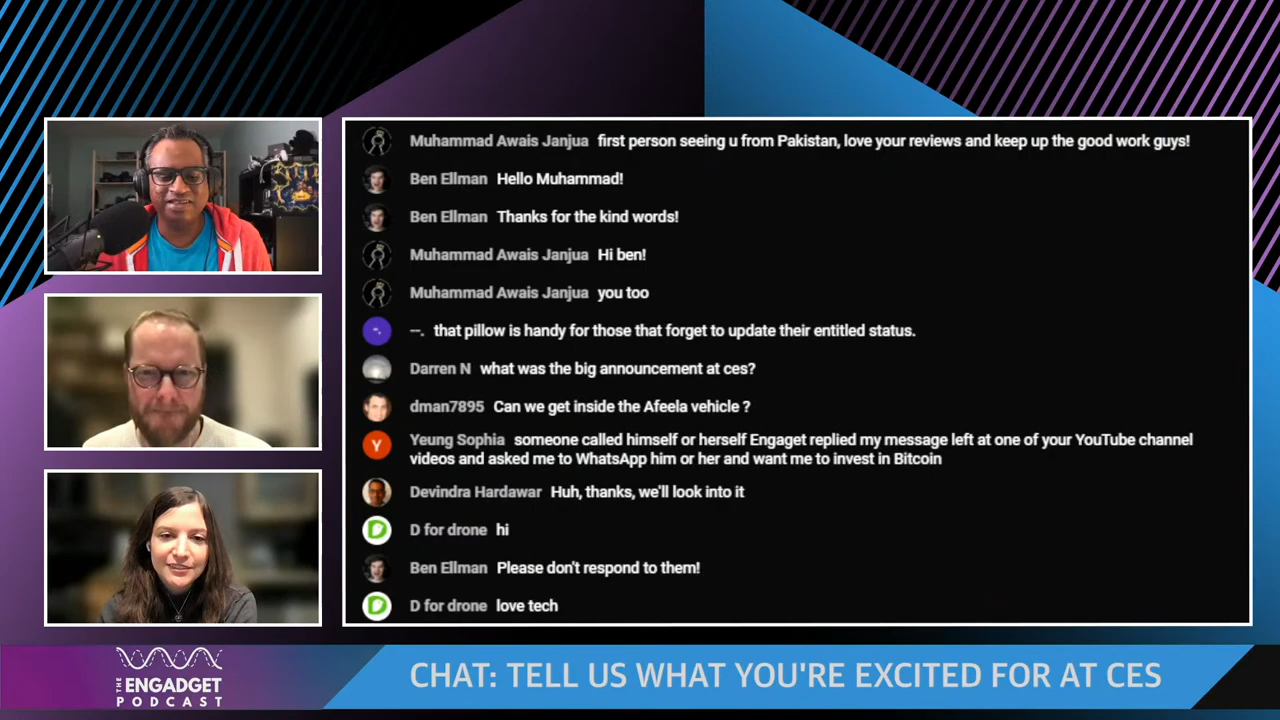 Muhammad Awais Janjua first person seeing u from Pakistan, love your reviews and keep up the good work guys!
Ben Ellman Hello Muhammad!
Ben Ellman Thanks for the kind words!
Muhammad Awais Janjua Hi ben!
Muhammad Awais Janjua you too
--. that pillow is handy for those that forget to update their entitled status.
Darren N what was the big announcement at ces?
dman7895 Can we get inside the Afeela vehicle ?
Y Yeung Sophia someone called himself or herself Engaget replied my message left at one of your YouTube channel
videos and asked me to WhatsApp him or her and want me to invest in Bitcoin
Devindra Hardawar Huh, thanks, we'll look into it
D for drone hi
Ben Ellman Please don't respond to them!
D for drone love tech
THE
ENGADGET
PODCAST
CHAT: TELL US WHAT YOU'RE EXCITED FOR AT CES